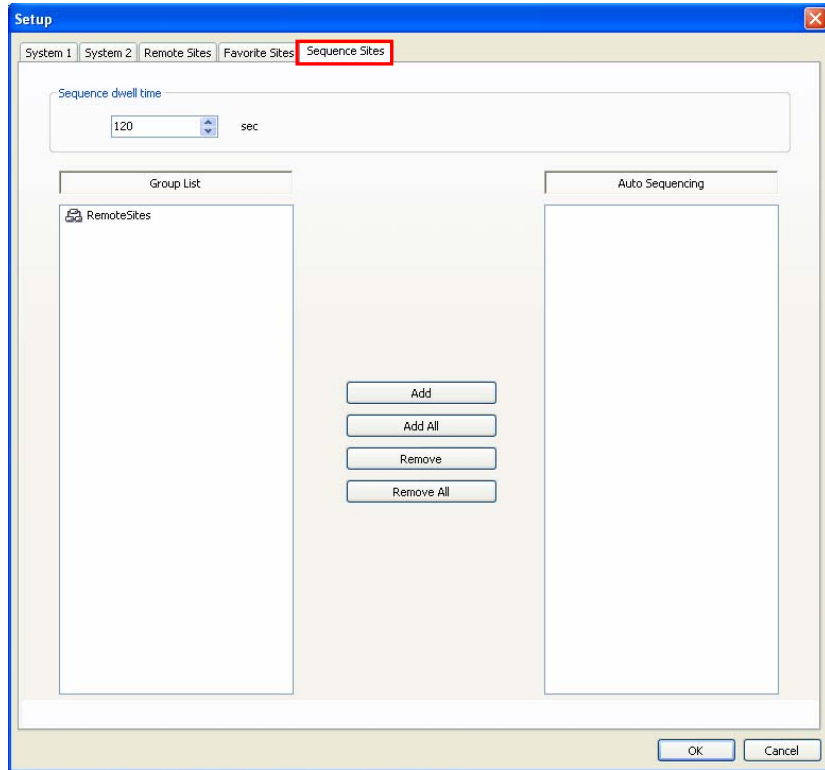 Setup
System 1 System 2 Remote Sites Favorite Sites Sequence Sites
Sequence dwell time
120 sec
Group List Auto Sequencing
RemoteSites
Add
Add All
Remove
Remove All
OK Cancel